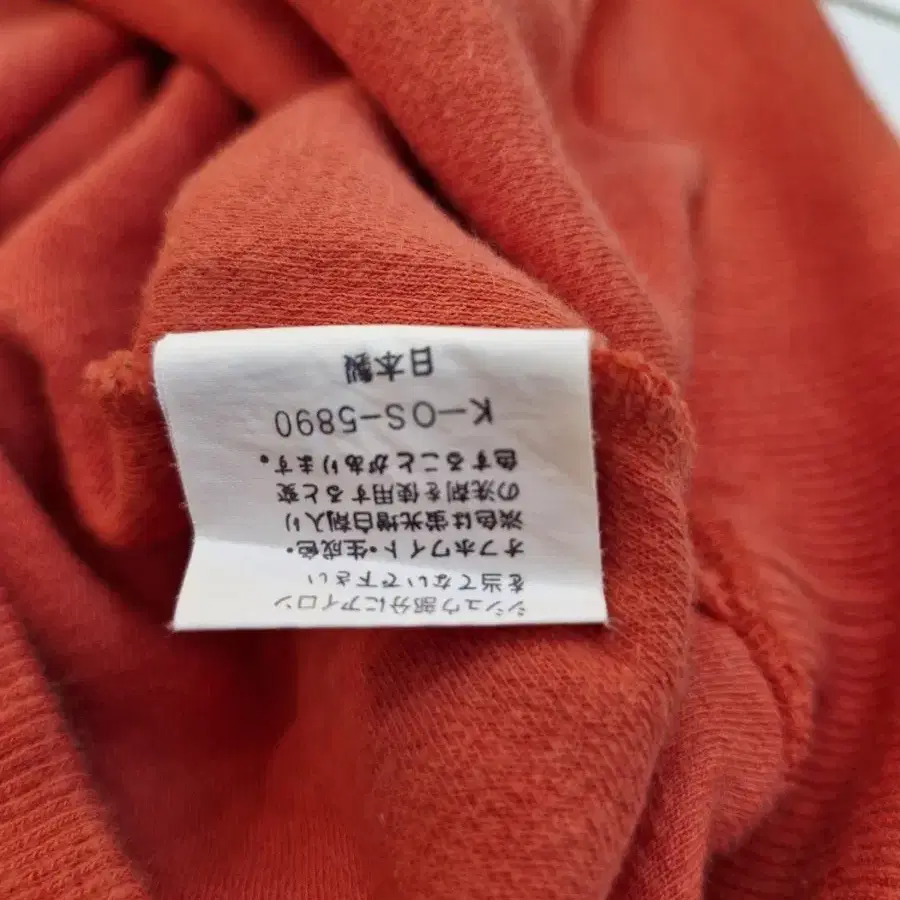 シシュウ部分にアイロン
を当てないで下さい
オフホワイト・生成色・
淡色は蛍光増白剤入り
の洗剤を使用すると変
色することがあります。
K-OS-5890
日本製